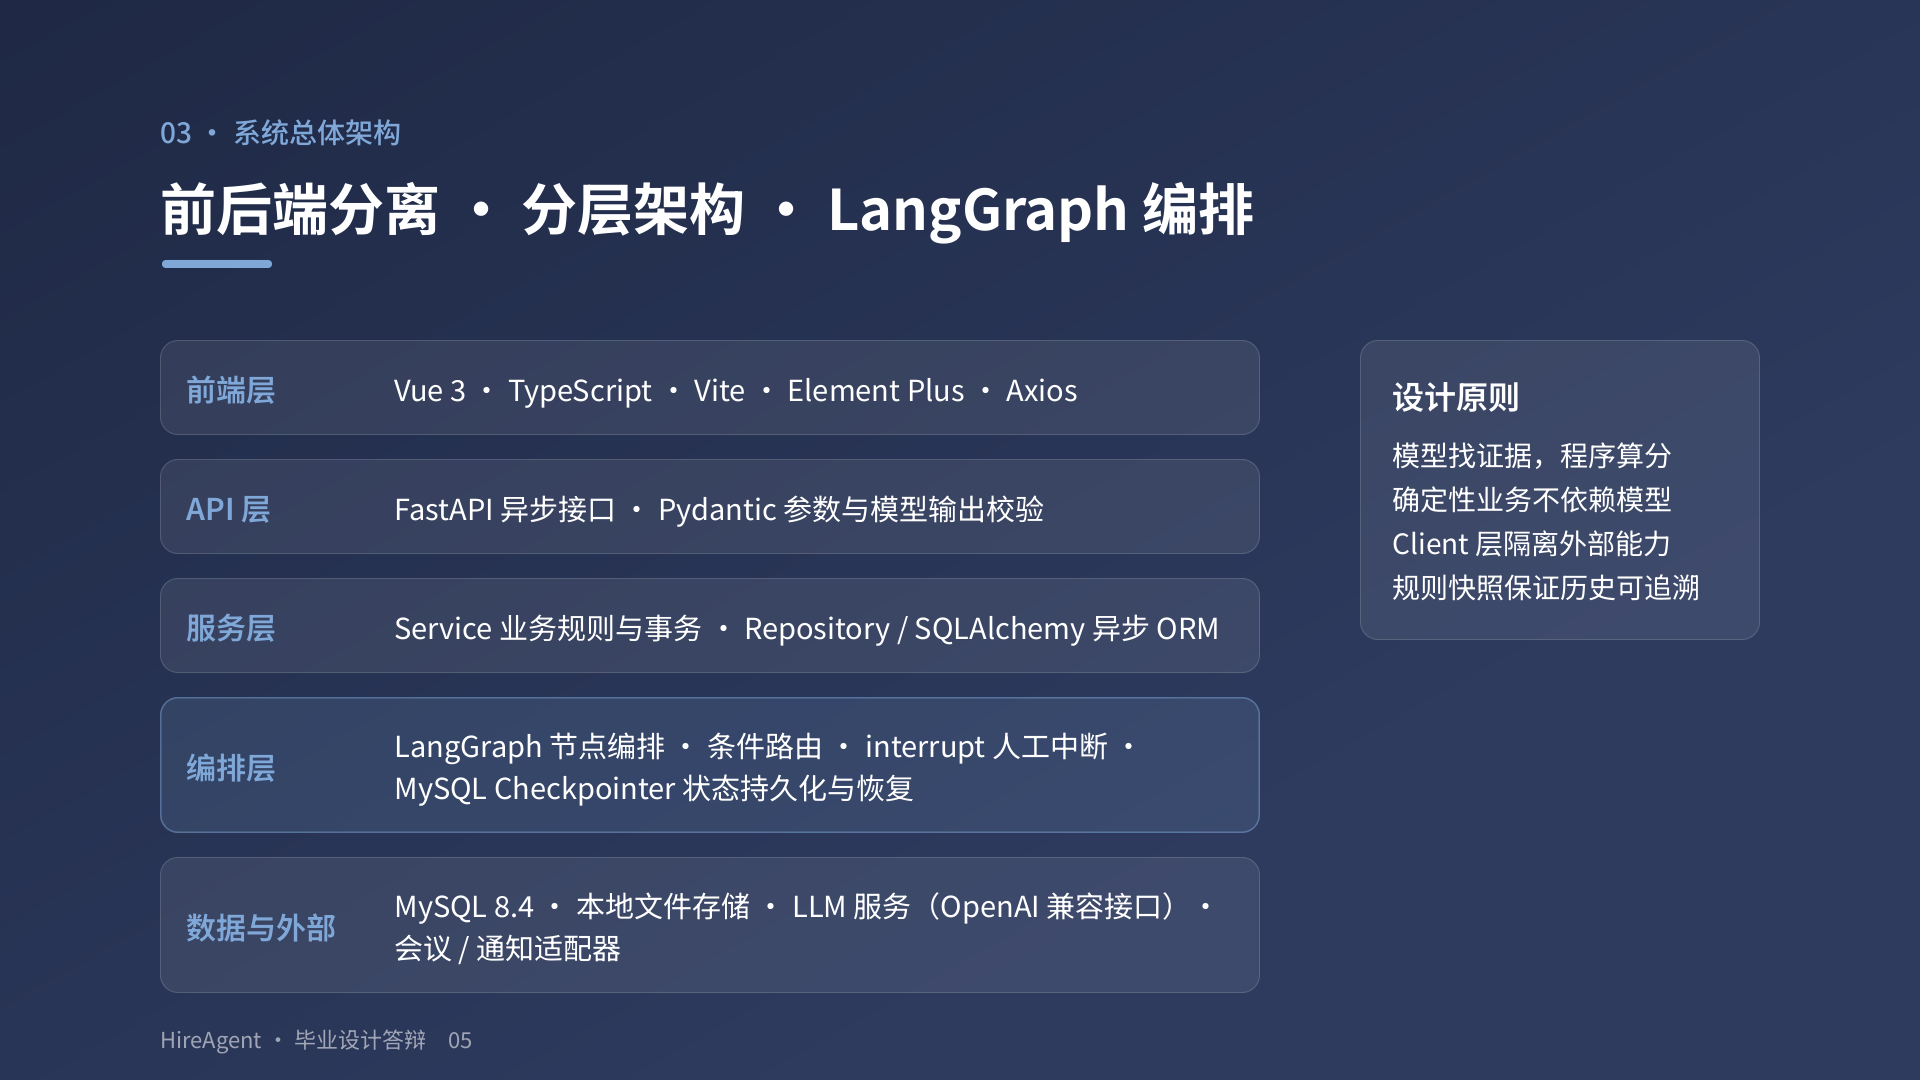 03 • 系统总体架构
前后端分离 • 分层架构 • LangGraph 编排
前端层
Vue 3 • TypeScript • Vite • Element Plus • Axios
API 层
FastAPI 异步接口 • Pydantic 参数与模型输出校验
服务层
Service 业务规则与事务 • Repository / SQLAlchemy 异步 ORM
编排层
LangGraph 节点编排 • 条件路由 • interrupt 人工中断 •
MySQL Checkpointer 状态持久化与恢复
数据与外部
MySQL 8.4 • 本地文件存储 • LLM 服务（OpenAI 兼容接口） •
会议 / 通知适配器
设计原则
模型找证据，程序算分
确定性业务不依赖模型
Client 层隔离外部能力
规则快照保证历史可追溯
HireAgent • 毕业设计答辩 05